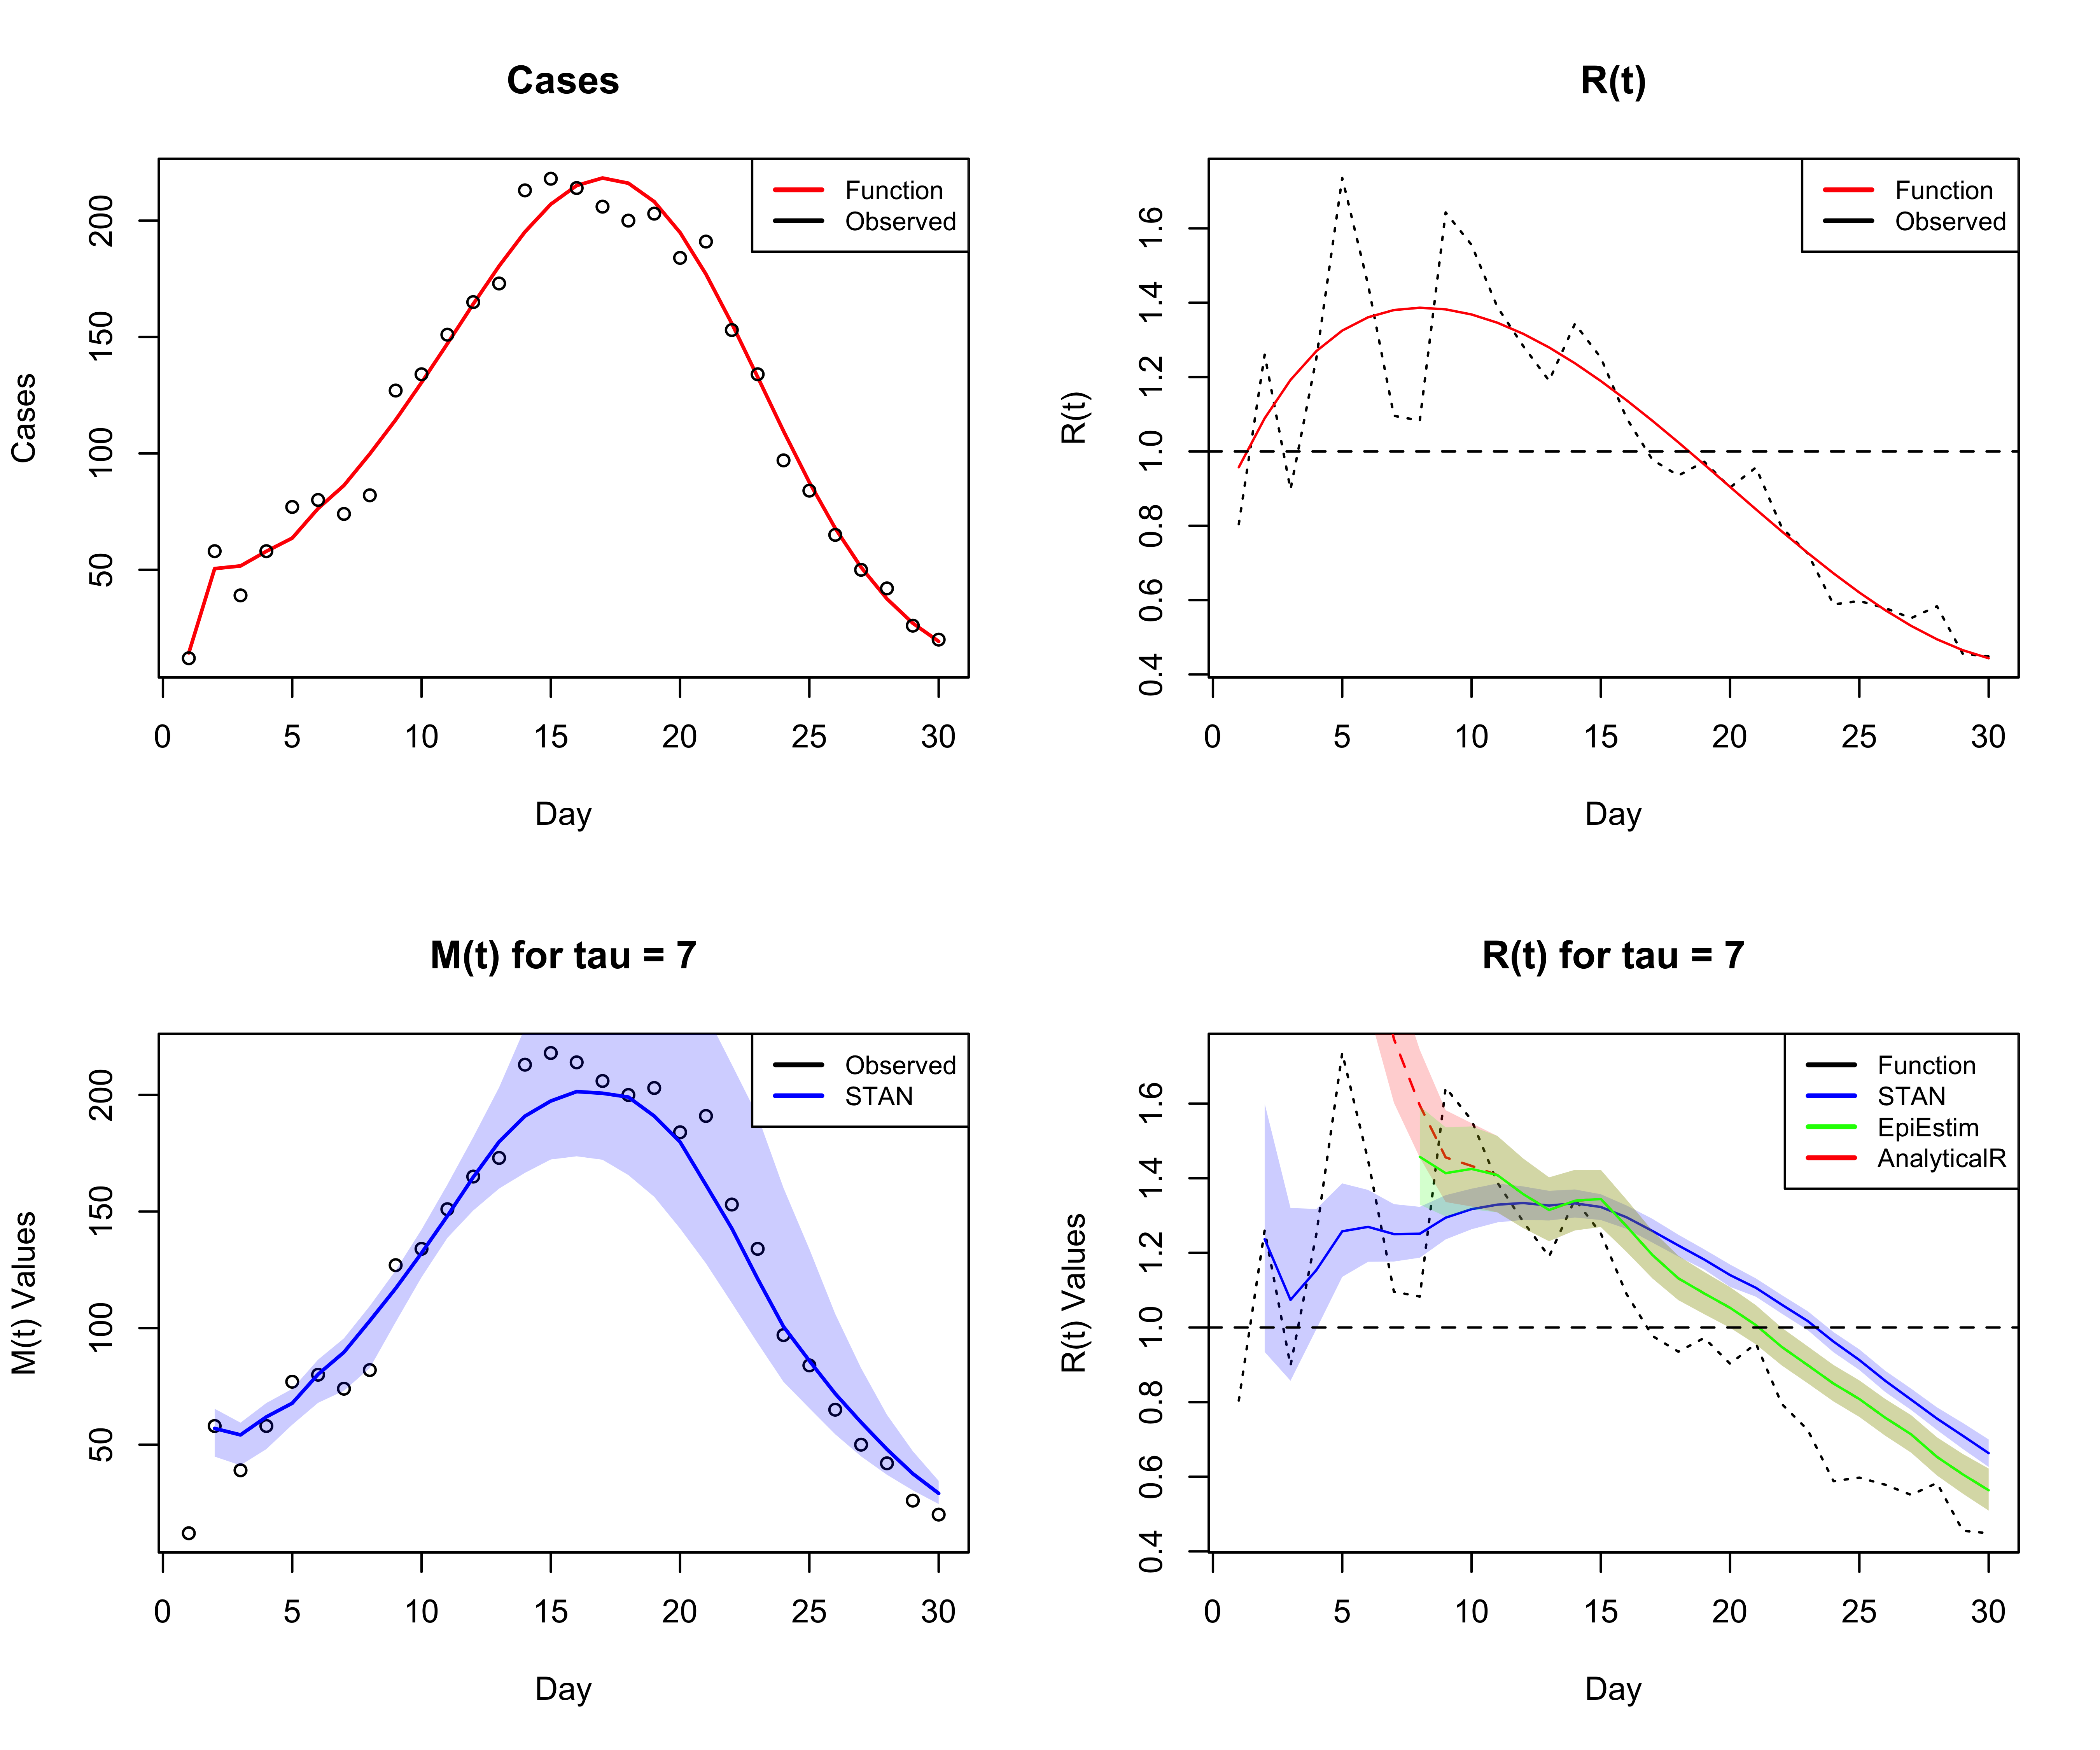 Cases
Function
Observed
Cases
50
100
150
200
0 5 10 15 20 25 30
Day
R(t)
Function
Observed
R(t)
0.4
0.6
0.8
1.0
1.2
1.4
1.6
0 5 10 15 20 25 30
Day
M(t) for tau = 7
Observed
STAN
M(t) Values
50
100
150
200
0 5 10 15 20 25 30
Day
R(t) for tau = 7
Function
STAN
EpiEstim
AnalyticalR
R(t) Values
0.4
0.6
0.8
1.0
1.2
1.4
1.6
0 5 10 15 20 25 30
Day